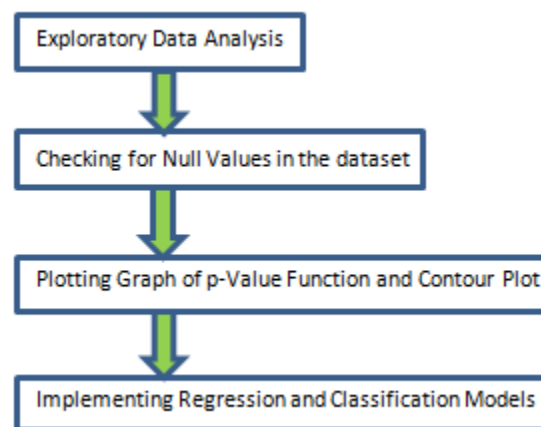 Exploratory Data Analysis
Checking for Null Values in the dataset
Plotting Graph of p-Value Function and Contour Plot
Implementing Regression and Classification Models